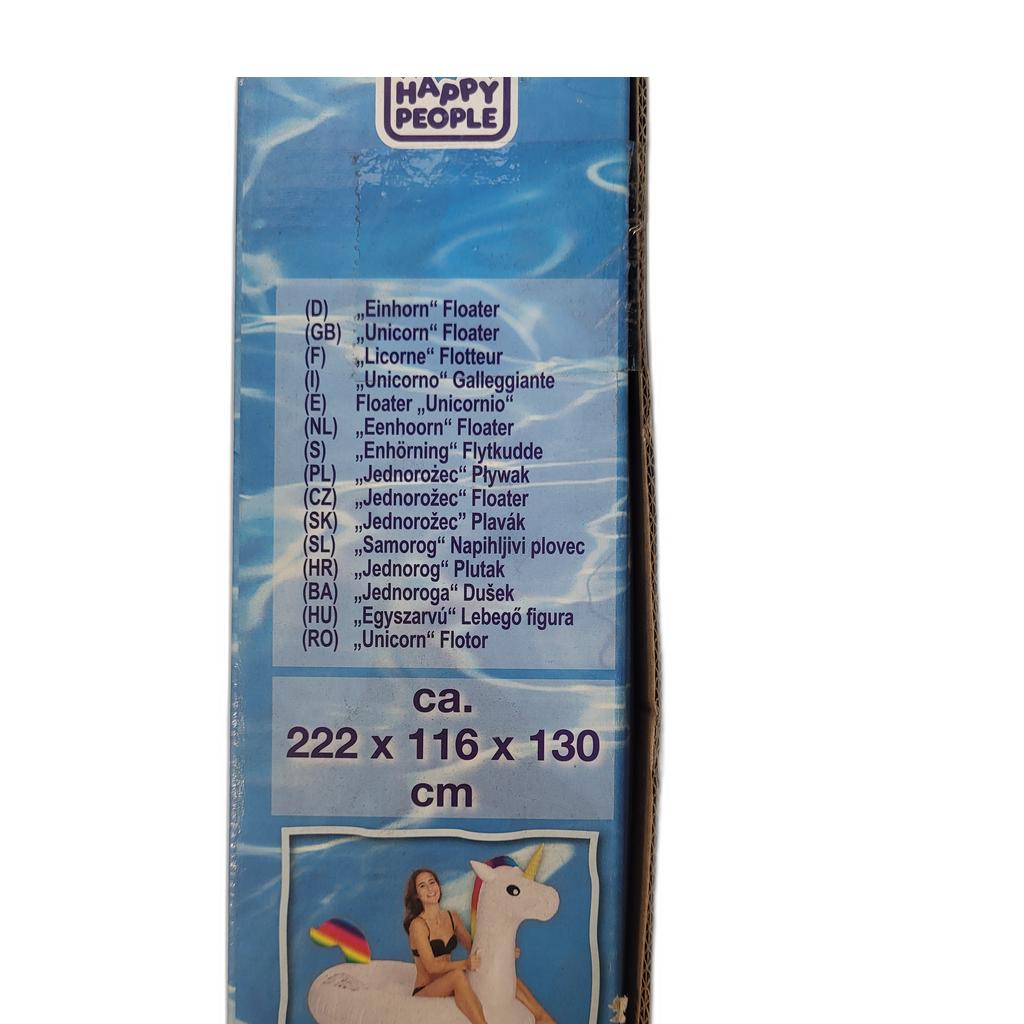 HAPPY
PEOPLE
(D) „Einhorn“ Floater
(GB) „Unicorn“ Floater
(F) „Licorne“ Flotteur
(I) „Unicorno“ Galleggiante
(E) Floater „Unicornio“
(NL) „Eenhoorn“ Floater
(S) „Enhörning“ Flytkudde
(PL) „Jednorożec“ Pływak
(CZ) „Jednorožec“ Floater
(SK) „Jednorožec” Plavák
(SL) „Samorog“ Napihljivi plovec
(HR) „Jednorog“ Plutak
(BA) „Jednoroga” Dušek
(HU) „Egyszarvú“ Lebegő figura
(RO) „Unicorn“ Flotor
ca.
222 x 116 x 130
cm